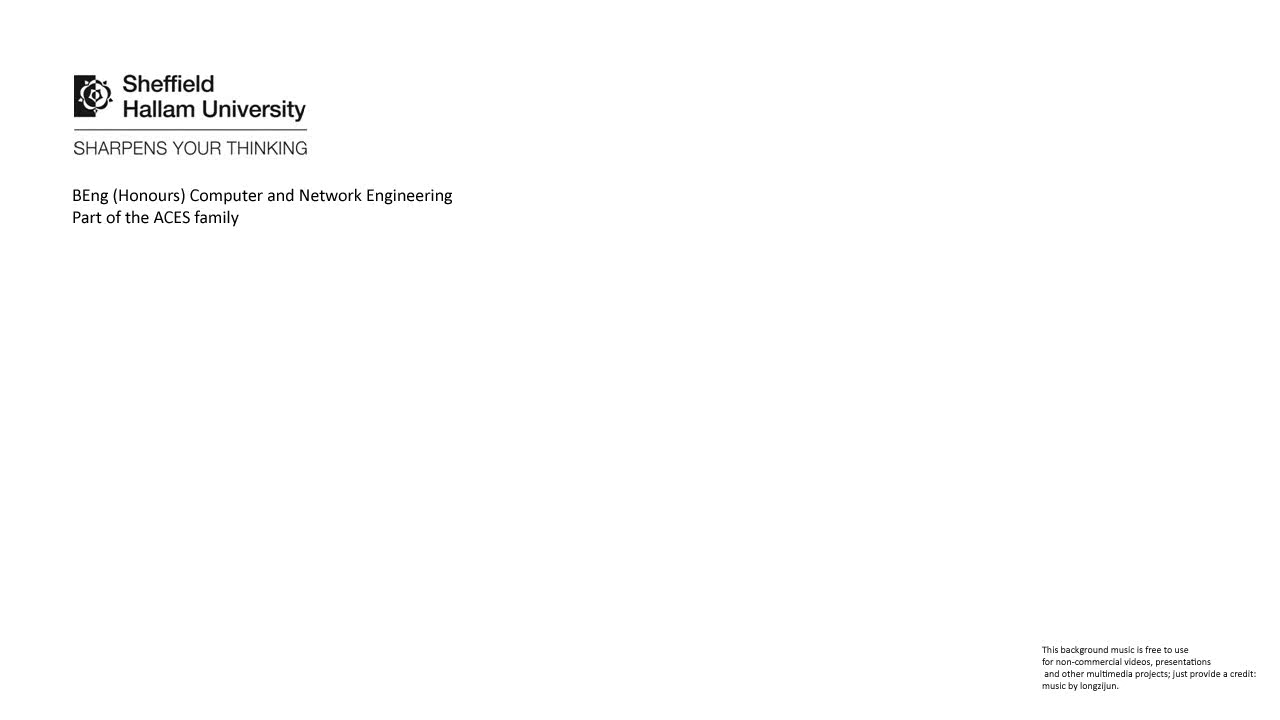 Sheffield
Hallam University
SHARPENS YOUR THINKING
BEng (Honours) Computer and Network Engineering
Part of the ACES family
This background music is free to use
for non-commercial videos, presentations
and other multimedia projects; just provide a credit:
music by longzijun.